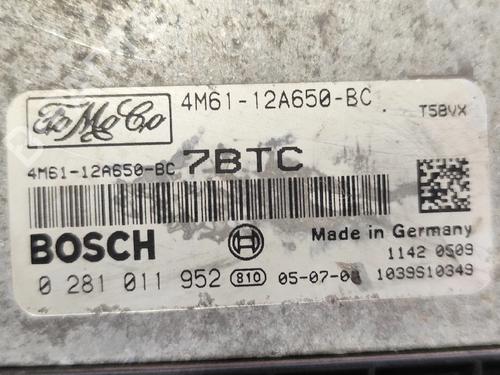 FoMoCo
4M61-12A650-BC
T5BVX
4M61-12A650-BC 7BTC
BOSCH
Made in Germany
1142 0509
0 281 011 952 810 05-07-08 1039S10349